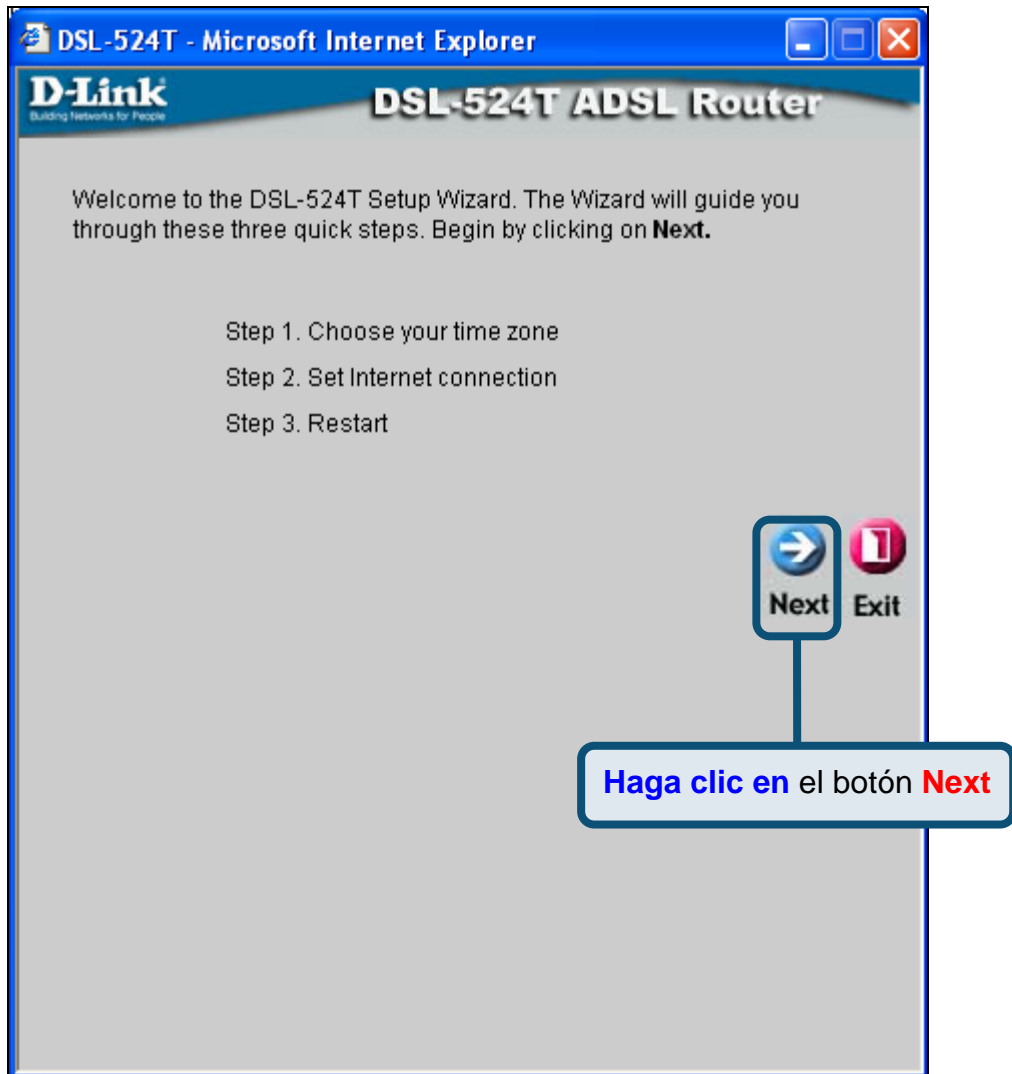 DSL-524T - Microsoft Internet Explorer
D-Link
Building Networks for People
DSL-524T ADSL Router
Welcome to the DSL-524T Setup Wizard. The Wizard will guide you
through these three quick steps. Begin by clicking on Next.
Step 1. Choose your time zone
Step 2. Set Internet connection
Step 3. Restart
Next Exit
Haga clic en el botón Next